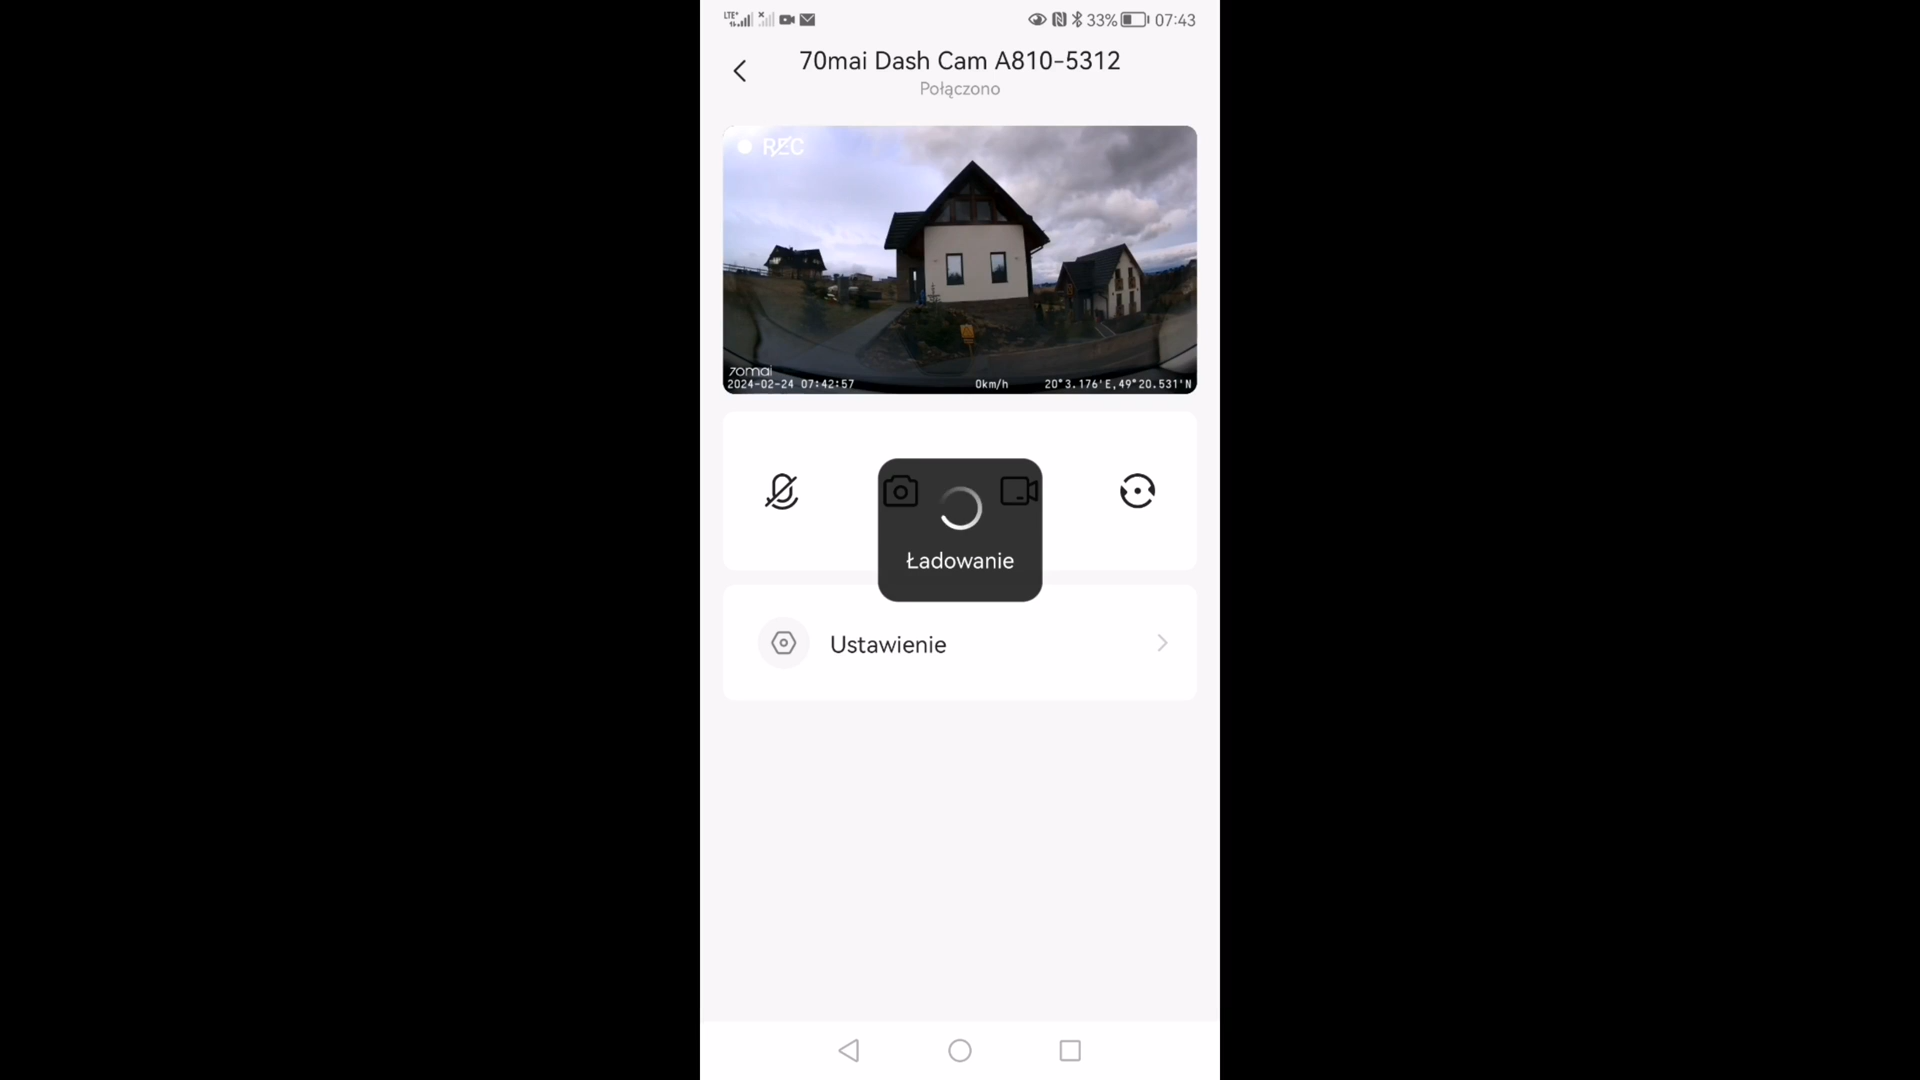 LTE+ 33% 07:43
70mai Dash Cam A810-5312
Połączono
REC
70mai
2024-02-24 07:42:57 0km/h 20°3.176'E,49°20.531'N
Ładowanie
Ustawienie